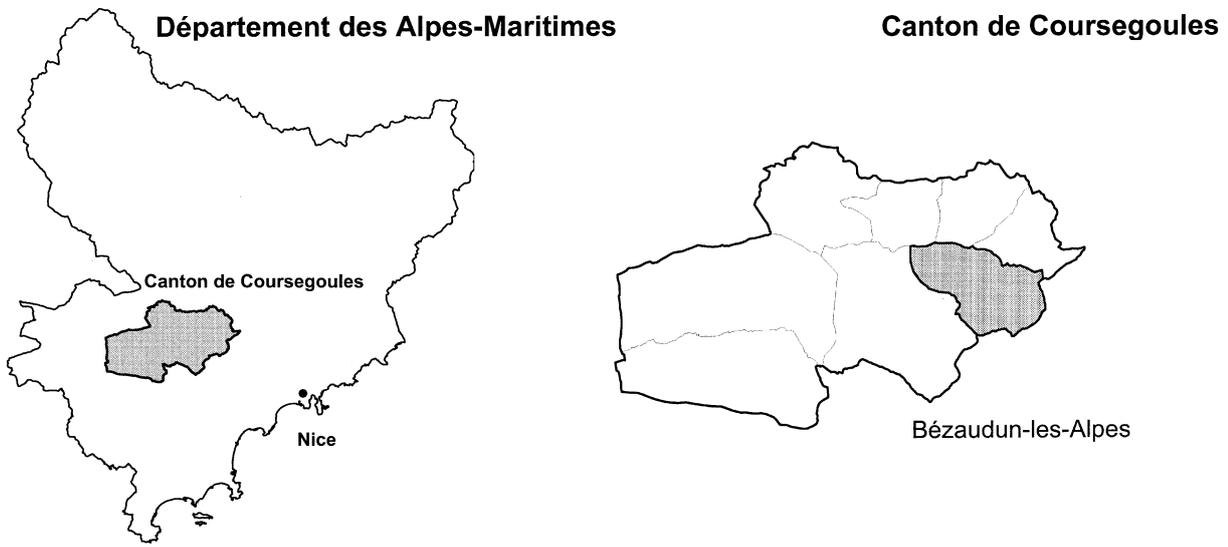 Département des Alpes-Maritimes
Canton de Coursegoules
Canton de Coursegoules
Nice
Bézaudun-les-Alpes